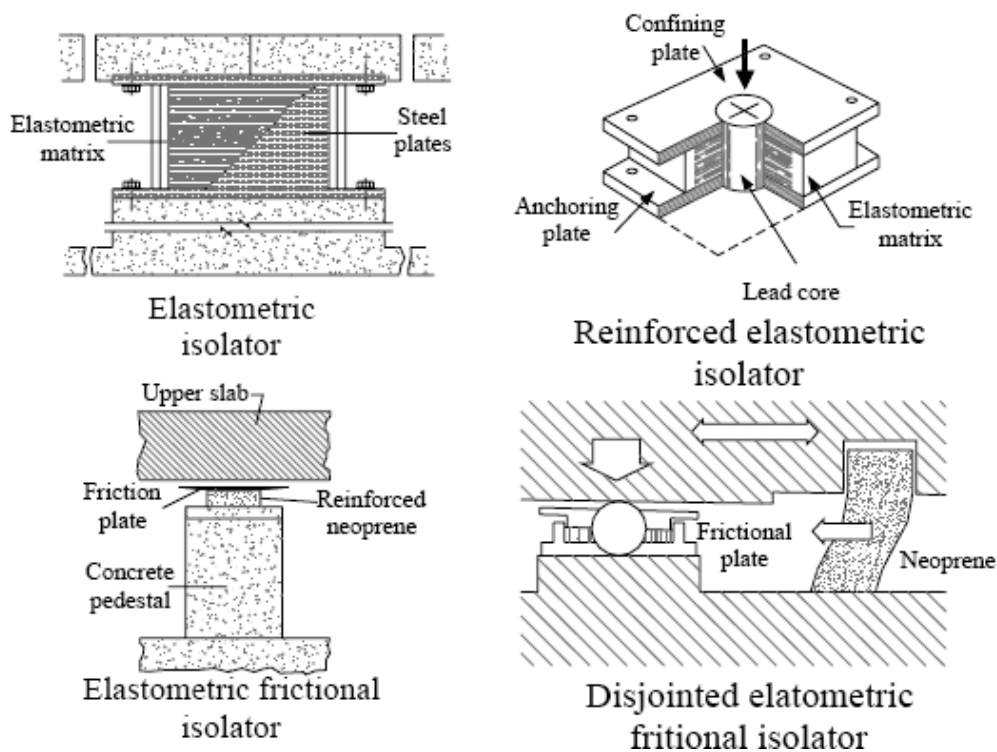 Elastometric
matrix
Steel
plates
Elastometric
isolator
Confining
plate
Anchoring
plate
Elastometric
matrix
Lead core
Reinforced elastometric
isolator
Upper slab
Friction
plate
Reinforced
neoprene
Concrete
pedestal
Elastometric frictional
isolator
Frictional
plate
Neoprene
Disjointed elatometric
fritional isolator